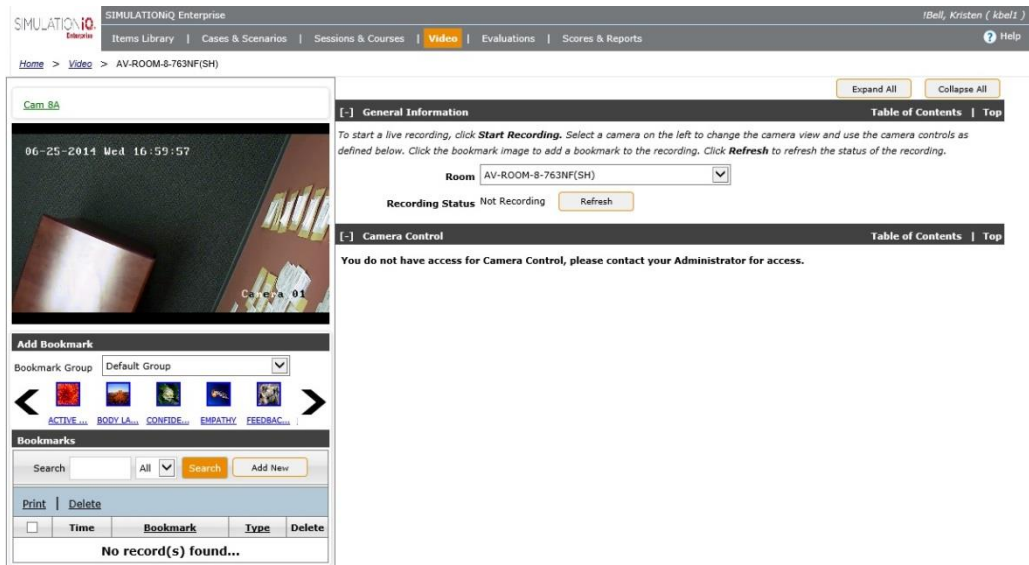 SIMULATIONiQ.
Enterprise
SIMULATIONiQ Enterprise
!Bell, Kristen ( kbel1 )
Items Library | Cases & Scenarios | Sessions & Courses | Video | Evaluations | Scores & Reports
? Help
Home > Video > AV-ROOM-8-763NF(SH)
Expand All Collapse All
Cam 8A
[-] General Information Table of Contents | Top
To start a live recording, click Start Recording. Select a camera on the left to change the camera view and use the camera controls as
defined below. Click the bookmark image to add a bookmark to the recording. Click Refresh to refresh the status of the recording.
Room AV-ROOM-8-763NF(SH)
Recording Status Not Recording Refresh
[-] Camera Control Table of Contents | Top
You do not have access for Camera Control, please contact your Administrator for access.
06-25-2014 Wed 16:59:57
Camera 01
Add Bookmark
Bookmark Group Default Group
ACTIVE ... BODY LA... CONFIDE... EMPATHY FEEDBAC...
Bookmarks
Search All Search Add New
Print | Delete
Time Bookmark Type Delete
No record(s) found...